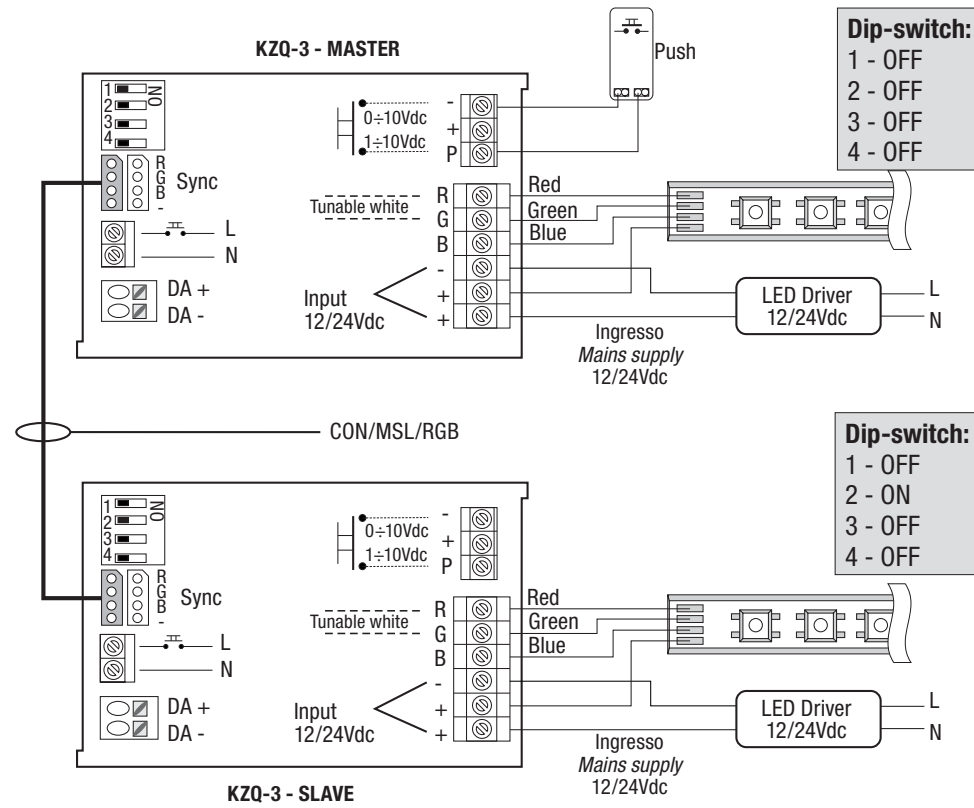 KZQ-3 - MASTER
Push
Dip-switch:
1 - OFF
2 - OFF
3 - OFF
4 - OFF
1
2
3
4
NO
0÷10Vdc
1÷10Vdc
-
+
P
R
G
B
-
Sync
L
N
DA +
DA -
Tunable white
R
G
B
-
+
+
Red
Green
Blue
Input
12/24Vdc
LED Driver
12/24Vdc
L
N
Ingresso
Mains supply
12/24Vdc
CON/MSL/RGB
Dip-switch:
1 - OFF
2 - ON
3 - OFF
4 - OFF
1
2
3
4
NO
0÷10Vdc
1÷10Vdc
-
+
P
R
G
B
-
Sync
L
N
DA +
DA -
Tunable white
R
G
B
-
+
+
Red
Green
Blue
Input
12/24Vdc
LED Driver
12/24Vdc
L
N
Ingresso
Mains supply
12/24Vdc
KZQ-3 - SLAVE